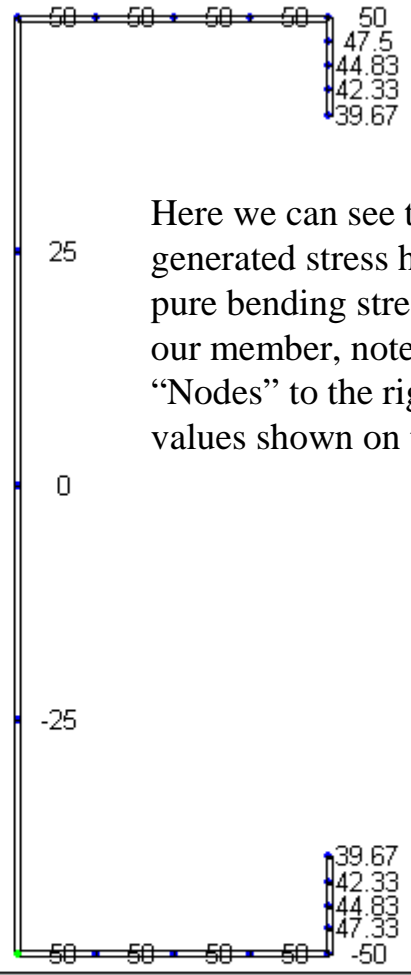 50 50 50 50 50
47.5
44.83
42.33
39.67
Here we can see t
25
generated stress h
pure bending stre
our member, note
“Nodes” to the rig
values shown on t
0
-25
39.67
42.33
44.83
47.33
50 50 50 50 -50